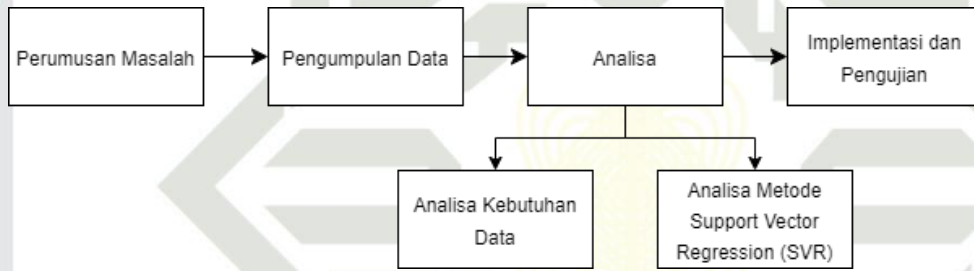 Perumusan Masalah
Pengumpulan Data
Analisa
Implementasi dan
Pengujian
Analisa Kebutuhan
Data
Analisa Metode
Support Vector
Regression (SVR)